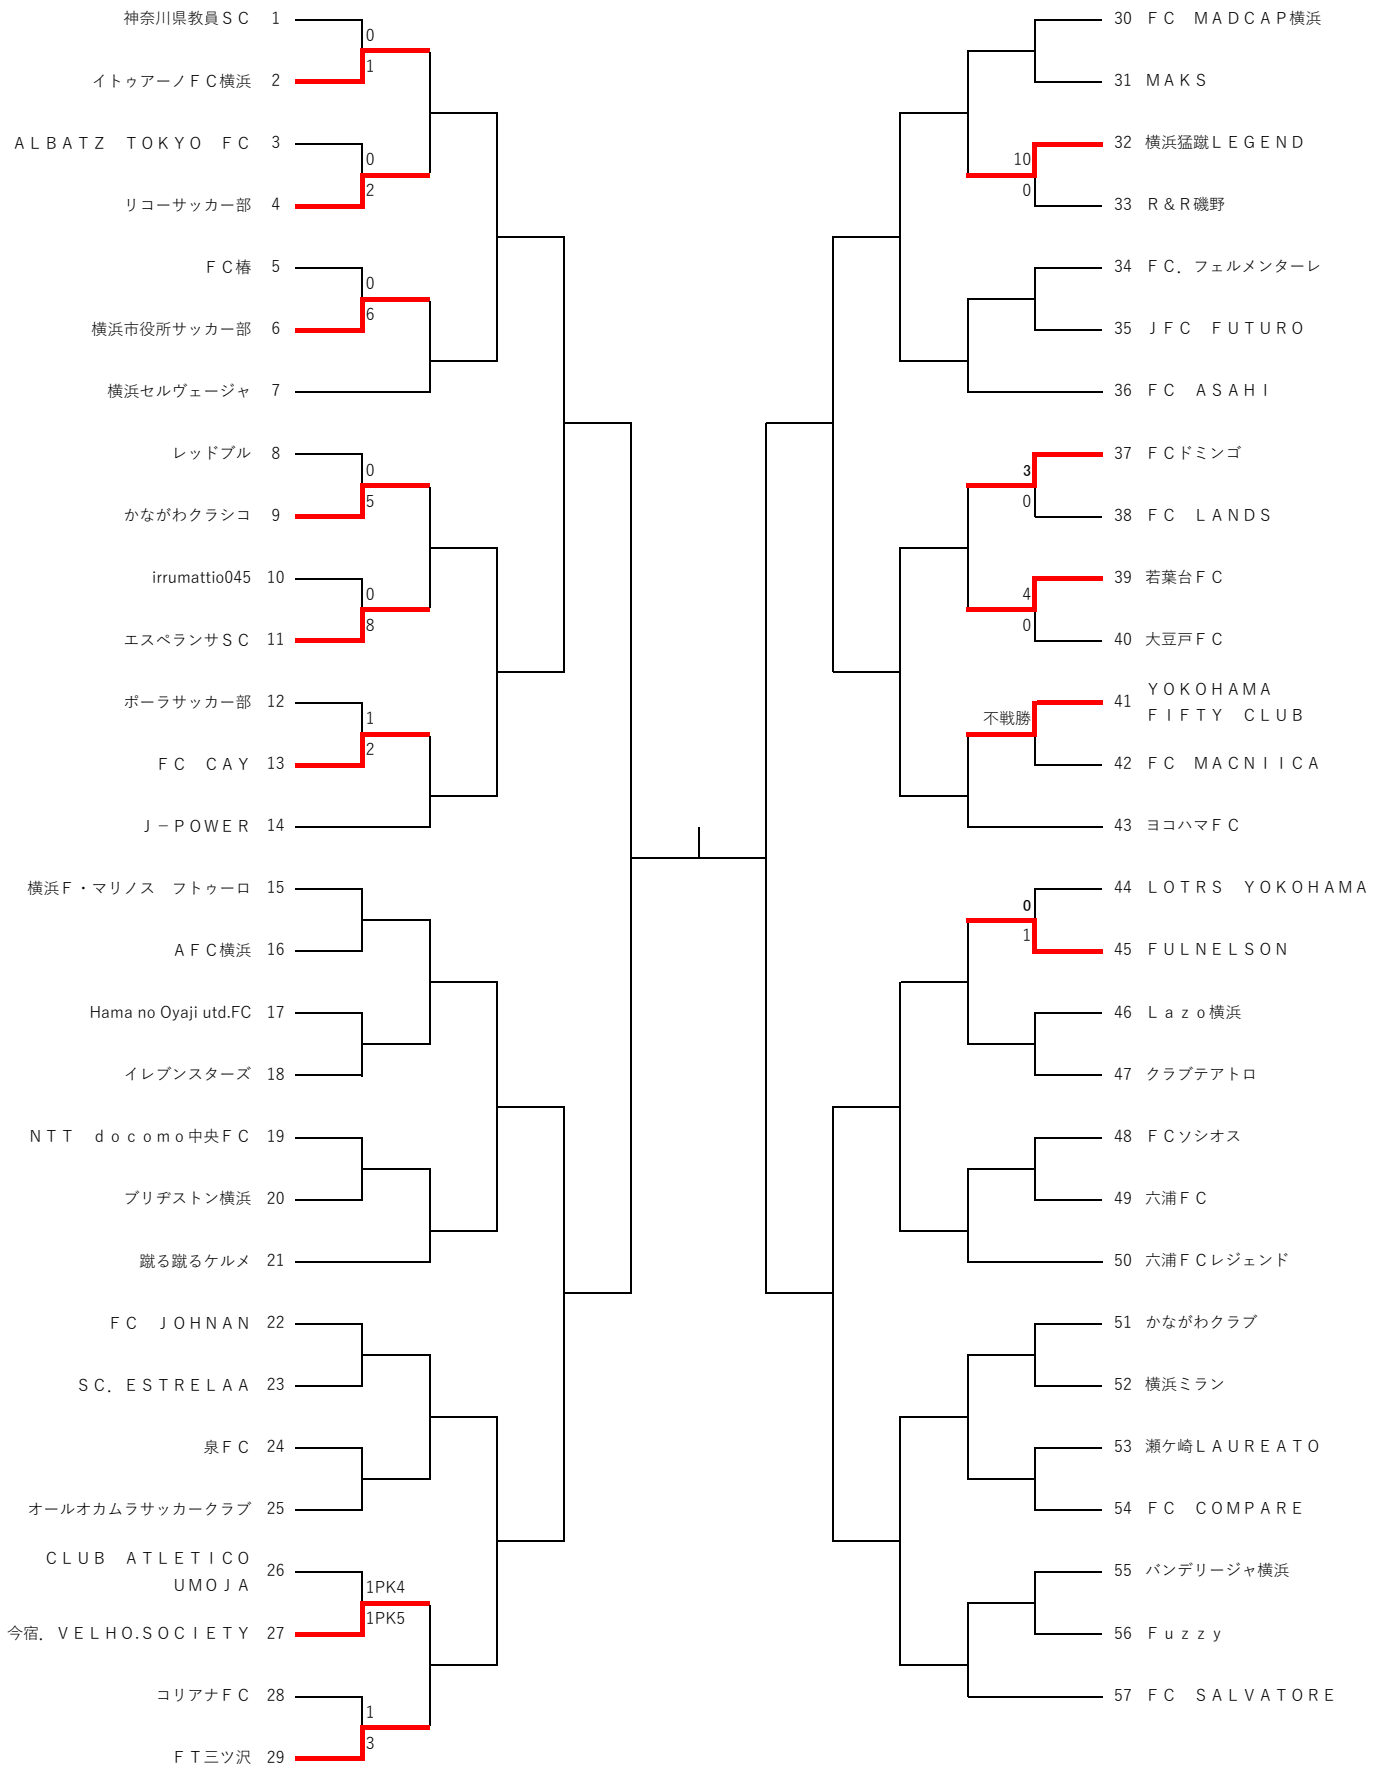 神奈川県教員ＳＣ 1
0
1
イトゥアーノＦＣ横浜 2
ＡＬＢＡＴＺ　ＴＯＫＹＯ　ＦＣ 3
0
2
リコーサッカー部 4
ＦＣ椿 5
0
6
横浜市役所サッカー部 6
横浜セルヴェージャ 7
レッドブル 8
0
5
かながわクラシコ 9
irrumattio045 10
0
8
エスペランサＳＣ 11
ポーラサッカー部 12
1
2
ＦＣ　ＣＡＹ 13
Ｊ－ＰＯＷＥＲ 14
横浜Ｆ・マリノス　フトゥーロ 15
ＡＦＣ横浜 16
Hama no Oyaji utd.FC 17
イレブンスターズ 18
ＮＴＴ　ｄｏｃｏｍｏ中央ＦＣ 19
ブリヂストン横浜 20
蹴る蹴るケルメ 21
ＦＣ　ＪＯＨＮＡＮ 22
ＳＣ．ＥＳＴＲＥＬＡＡ 23
泉ＦＣ 24
オールオカムラサッカークラブ 25
ＣＬＵＢ　ＡＴＬＥＴＩＣＯ
ＵＭＯＪＡ 26
1PK4
1PK5
今宿．ＶＥＬＨＯ.ＳＯＣＩＥＴＹ 27
コリアナＦＣ 28
1
3
ＦＴ三ツ沢 29
30 ＦＣ　ＭＡＤＣＡＰ横浜
31 ＭＡＫＳ
32 横浜猛蹴ＬＥＧＥＮＤ
10
0
33 Ｒ＆Ｒ磯野
34 ＦＣ．フェルメンターレ
35 ＪＦＣ　ＦＵＴＵＲＯ
36 ＦＣ　ＡＳＡＨＩ
37 ＦＣドミンゴ
3
0
38 ＦＣ　ＬＡＮＤＳ
39 若葉台ＦＣ
4
0
40 大豆戸ＦＣ
41 ＹＯＫＯＨＡＭＡ
ＦＩＦＴＹ　ＣＬＵＢ
不戦勝
42 ＦＣ　ＭＡＣＮＩＩＣＡ
43 ヨコハマＦＣ
44 ＬＯＴＲＳ　ＹＯＫＯＨＡＭＡ
0
1
45 ＦＵＬＮＥＬＳＯＮ
46 Ｌａｚｏ横浜
47 クラブテアトロ
48 ＦＣソシオス
49 六浦ＦＣ
50 六浦ＦＣレジェンド
51 かながわクラブ
52 横浜ミラン
53 瀬ケ崎ＬＡＵＲＥＡＴＯ
54 ＦＣ　ＣＯＭＰＡＲＥ
55 バンデリージャ横浜
56 Ｆｕｚｚｙ
57 ＦＣ　ＳＡＬＶＡＴＯＲＥ